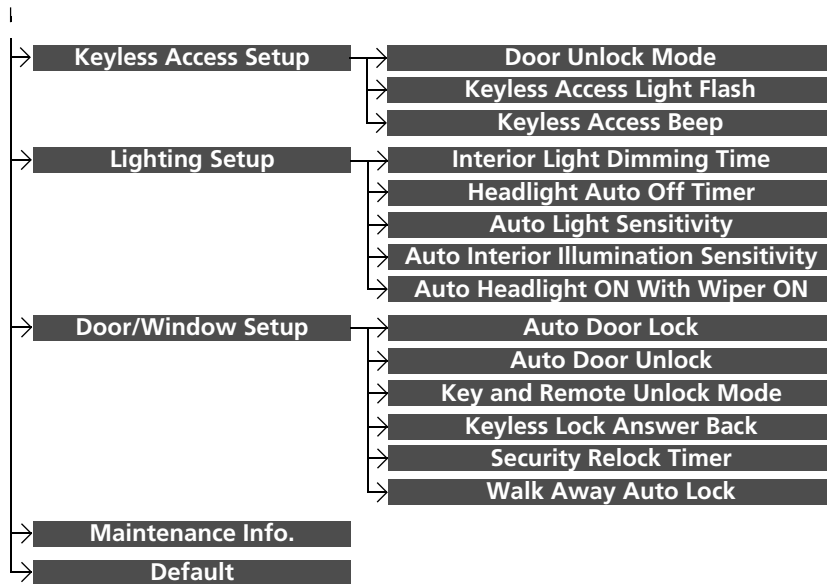 Keyless Access Setup
Door Unlock Mode
Keyless Access Light Flash
Keyless Access Beep
Lighting Setup
Interior Light Dimming Time
Headlight Auto Off Timer
Auto Light Sensitivity
Auto Interior Illumination Sensitivity
Auto Headlight ON With Wiper ON
Door/Window Setup
Auto Door Lock
Auto Door Unlock
Key and Remote Unlock Mode
Keyless Lock Answer Back
Security Relock Timer
Walk Away Auto Lock
Maintenance Info.
Default